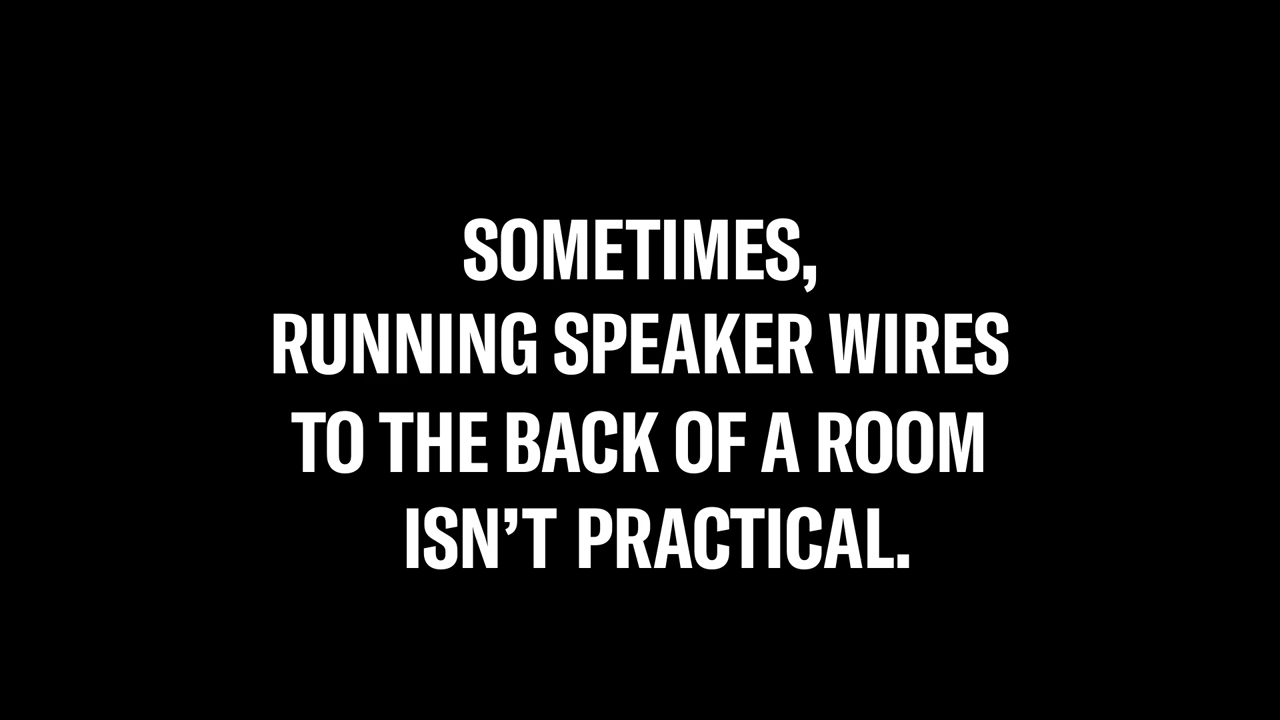 SOMETIMES,
RUNNING SPEAKER WIRES
TO THE BACK OF A ROOM
ISN’T PRACTICAL.